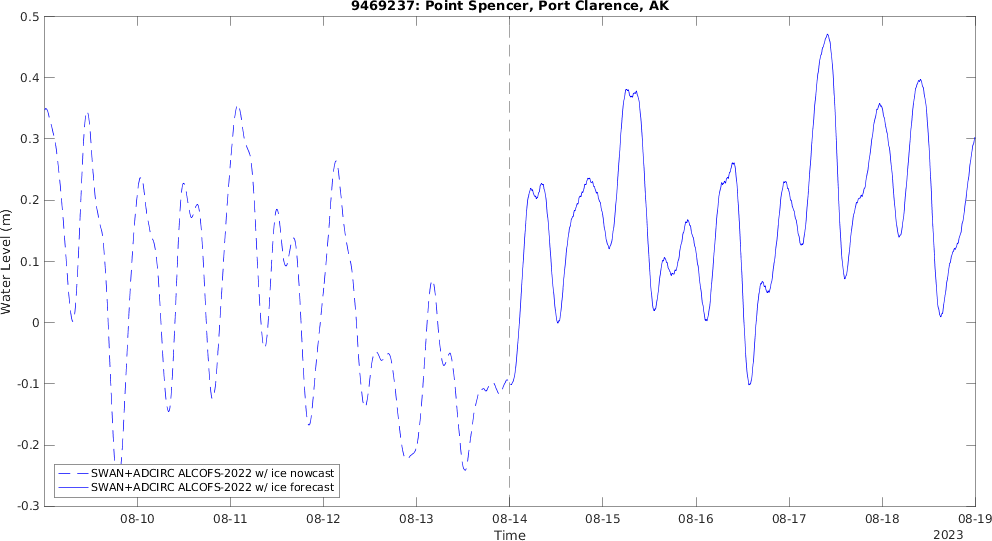 9469237: Point Spencer, Port Clarence, AK
0.5
0.4
0.3
0.2
0.1
0
-0.1
-0.2
-0.3
Water Level (m)
SWAN+ADCIRC ALCOFS-2022 w/ ice nowcast
SWAN+ADCIRC ALCOFS-2022 w/ ice forecast
08-10 08-11 08-12 08-13 08-14 08-15 08-16 08-17 08-18 08-19
Time
2023